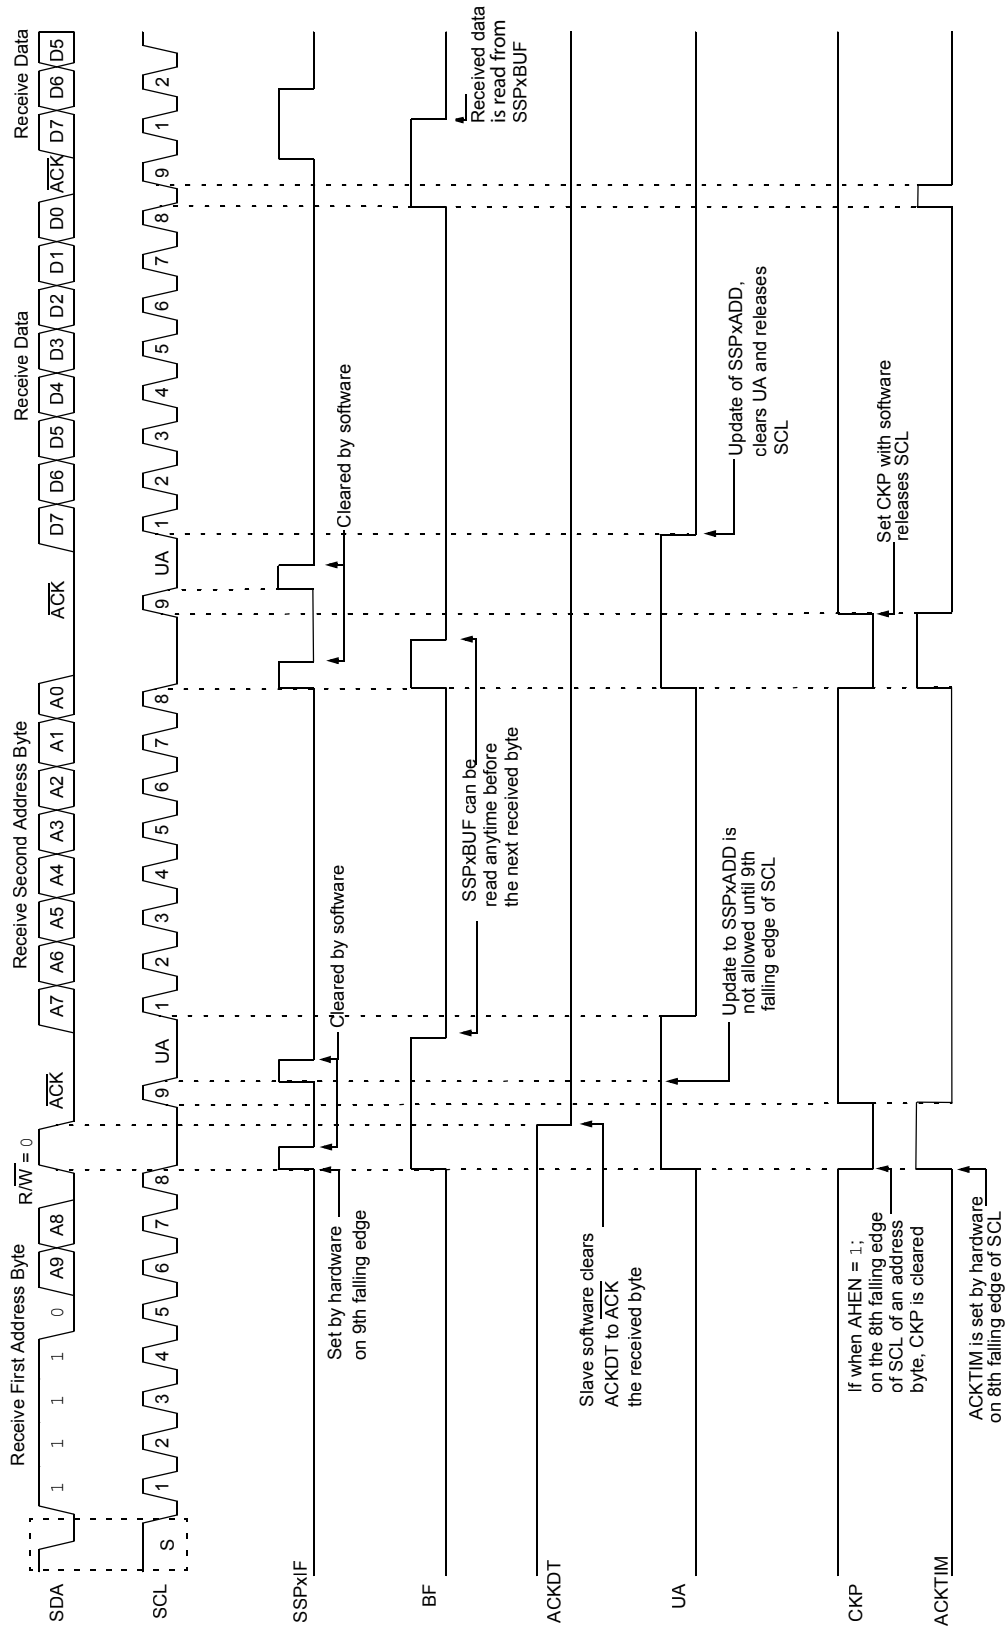 Receive First Address Byte
R/W = 0
Receive Second Address Byte
Receive Data
Receive Data
SDA
1 1 1 1 0 A9 A8
ACK
A7 A6 A5 A4 A3 A2 A1 A0
ACK
D7 D6 D5 D4 D3 D2 D1 D0
ACK
D7 D6 D5
SCL
S
1 2 3 4 5 6 7 8 9 UA
1 2 3 4 5 6 7 8 9 UA
1 2 3 4 5 6 7 8 9
1 2
SSPxIF
Set by hardware
on 9th falling edge
Cleared by software
Cleared by software
BF
SSPxBUF can be
read anytime before
the next received byte
Received data
is read from
SSPxBUF
ACKDT
Slave software clears
ACKDT to ACK
the received byte
UA
Update to SSPxADD is
not allowed until 9th
falling edge of SCL
Update of SSPxADD,
clears UA and releases
SCL
CKP
If when AHEN = 1;
on the 8th falling edge
of SCL of an address
byte, CKP is cleared
Set CKP with software
releases SCL
ACKTIM
ACKTIM is set by hardware
on 8th falling edge of SCL